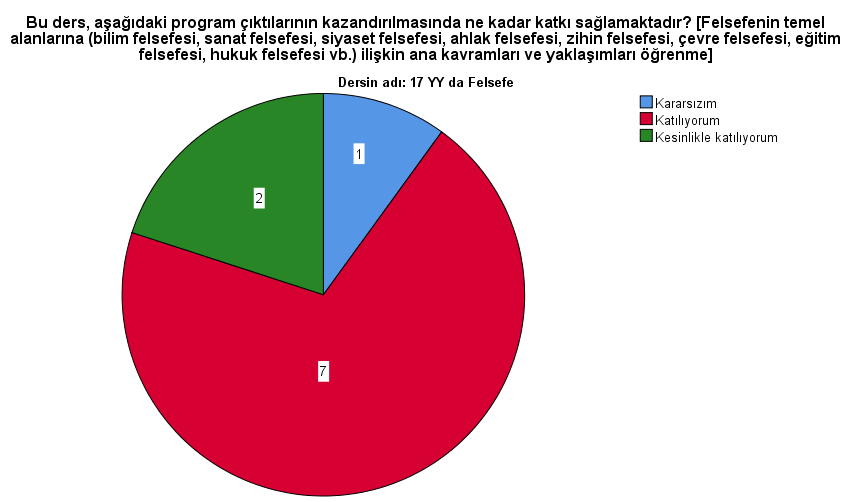 Bu ders, aşağıdaki program çıktılarının kazandırılmasında ne kadar katkı sağlamaktadır? [Felsefenin temel
alanlarına (bilim felsefesi, sanat felsefesi, siyaset felsefesi, ahlak felsefesi, zihin felsefesi, çevre felsefesi, eğitim
felsefesi, hukuk felsefesi vb.) ilişkin ana kavramları ve yaklaşımları öğrenme]
Dersin adı: 17 YY da Felsefe
Kararsızım
Katılıyorum
Kesinlikle katılıyorum
1
2
7